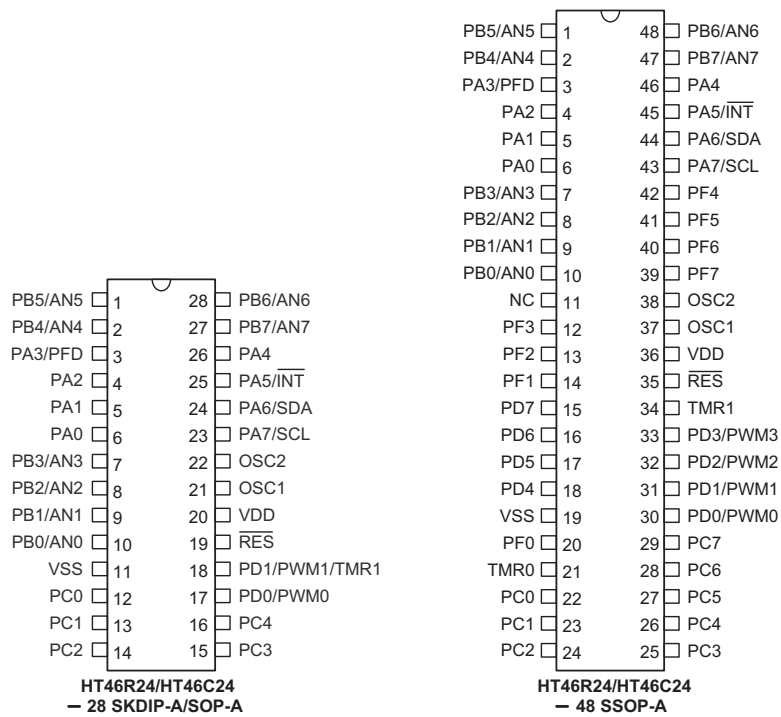 PB5/AN5 1 28 PB6/AN6
PB4/AN4 2 27 PB7/AN7
PA3/PFD 3 26 PA4
PA2 4 25 PA5/INT
PA1 5 24 PA6/SDA
PA0 6 23 PA7/SCL
PB3/AN3 7 22 OSC2
PB2/AN2 8 21 OSC1
PB1/AN1 9 20 VDD
PB0/AN0 10 19 RES
VSS 11 18 PD1/PWM1/TMR1
PC0 12 17 PD0/PWM0
PC1 13 16 PC4
PC2 14 15 PC3
HT46R24/HT46C24
– 28 SKDIP-A/SOP-A
PB5/AN5 1 48 PB6/AN6
PB4/AN4 2 47 PB7/AN7
PA3/PFD 3 46 PA4
PA2 4 45 PA5/INT
PA1 5 44 PA6/SDA
PA0 6 43 PA7/SCL
PB3/AN3 7 42 PF4
PB2/AN2 8 41 PF5
PB1/AN1 9 40 PF6
PB0/AN0 10 39 PF7
NC 11 38 OSC2
PF3 12 37 OSC1
PF2 13 36 VDD
PF1 14 35 RES
PD7 15 34 TMR1
PD6 16 33 PD3/PWM3
PD5 17 32 PD2/PWM2
PD4 18 31 PD1/PWM1
VSS 19 30 PD0/PWM0
PF0 20 29 PC7
TMR0 21 28 PC6
PC0 22 27 PC5
PC1 23 26 PC4
PC2 24 25 PC3
HT46R24/HT46C24
– 48 SSOP-A